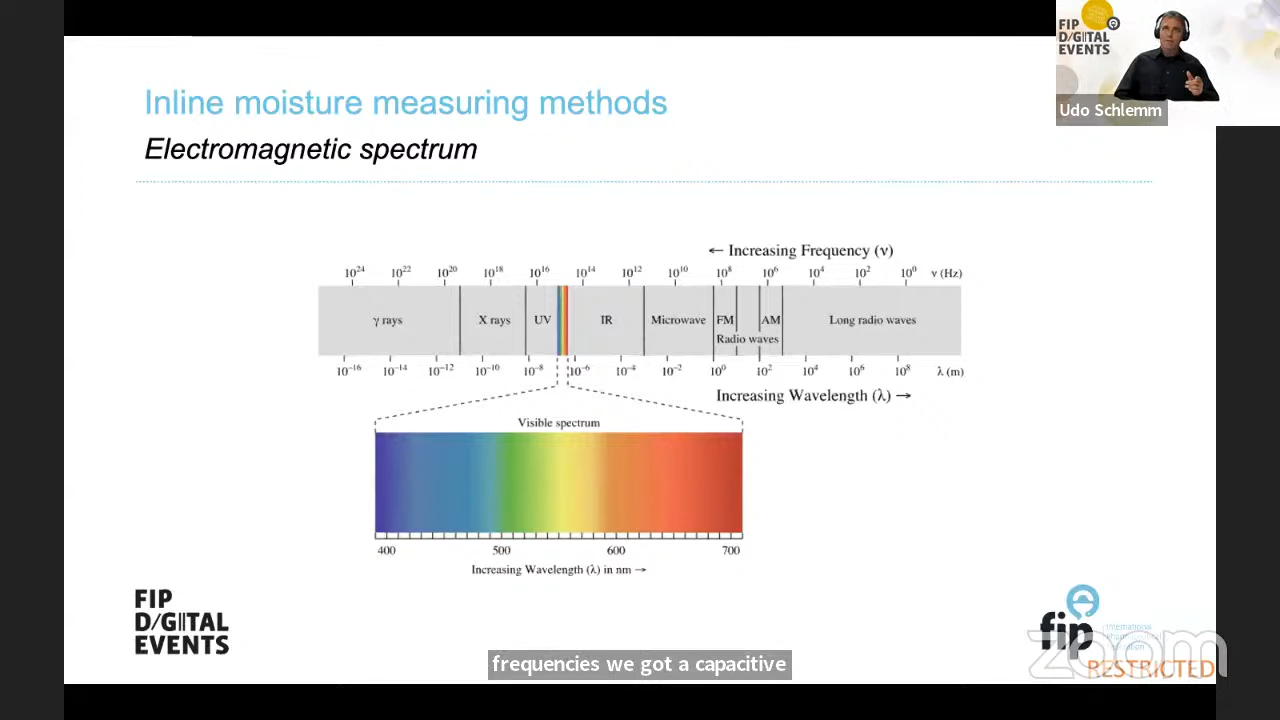 FIP
D/G/TAL
EVENTS
Udo Schlemm
Inline moisture measuring methods
Electromagnetic spectrum
← Increasing Frequency (ν)
10²⁴ 10²² 10²⁰ 10¹⁸ 10¹⁶ 10¹⁴ 10¹² 10¹⁰ 10⁸ 10⁶ 10⁴ 10² 10⁰ ν (Hz)
γ rays X rays UV IR Microwave FM AM Long radio waves
Radio waves
10⁻¹⁶ 10⁻¹⁴ 10⁻¹² 10⁻¹⁰ 10⁻⁸ 10⁻⁶ 10⁻⁴ 10⁻² 10⁰ 10² 10⁴ 10⁶ 10⁸ λ (m)
Increasing Wavelength (λ) →
Visible spectrum
400 500 600 700
Increasing Wavelength (λ) in nm →
FIP
D/GITAL
EVENTS
fip
International
zoom
RESTRICTED
frequencies we got a capacitive